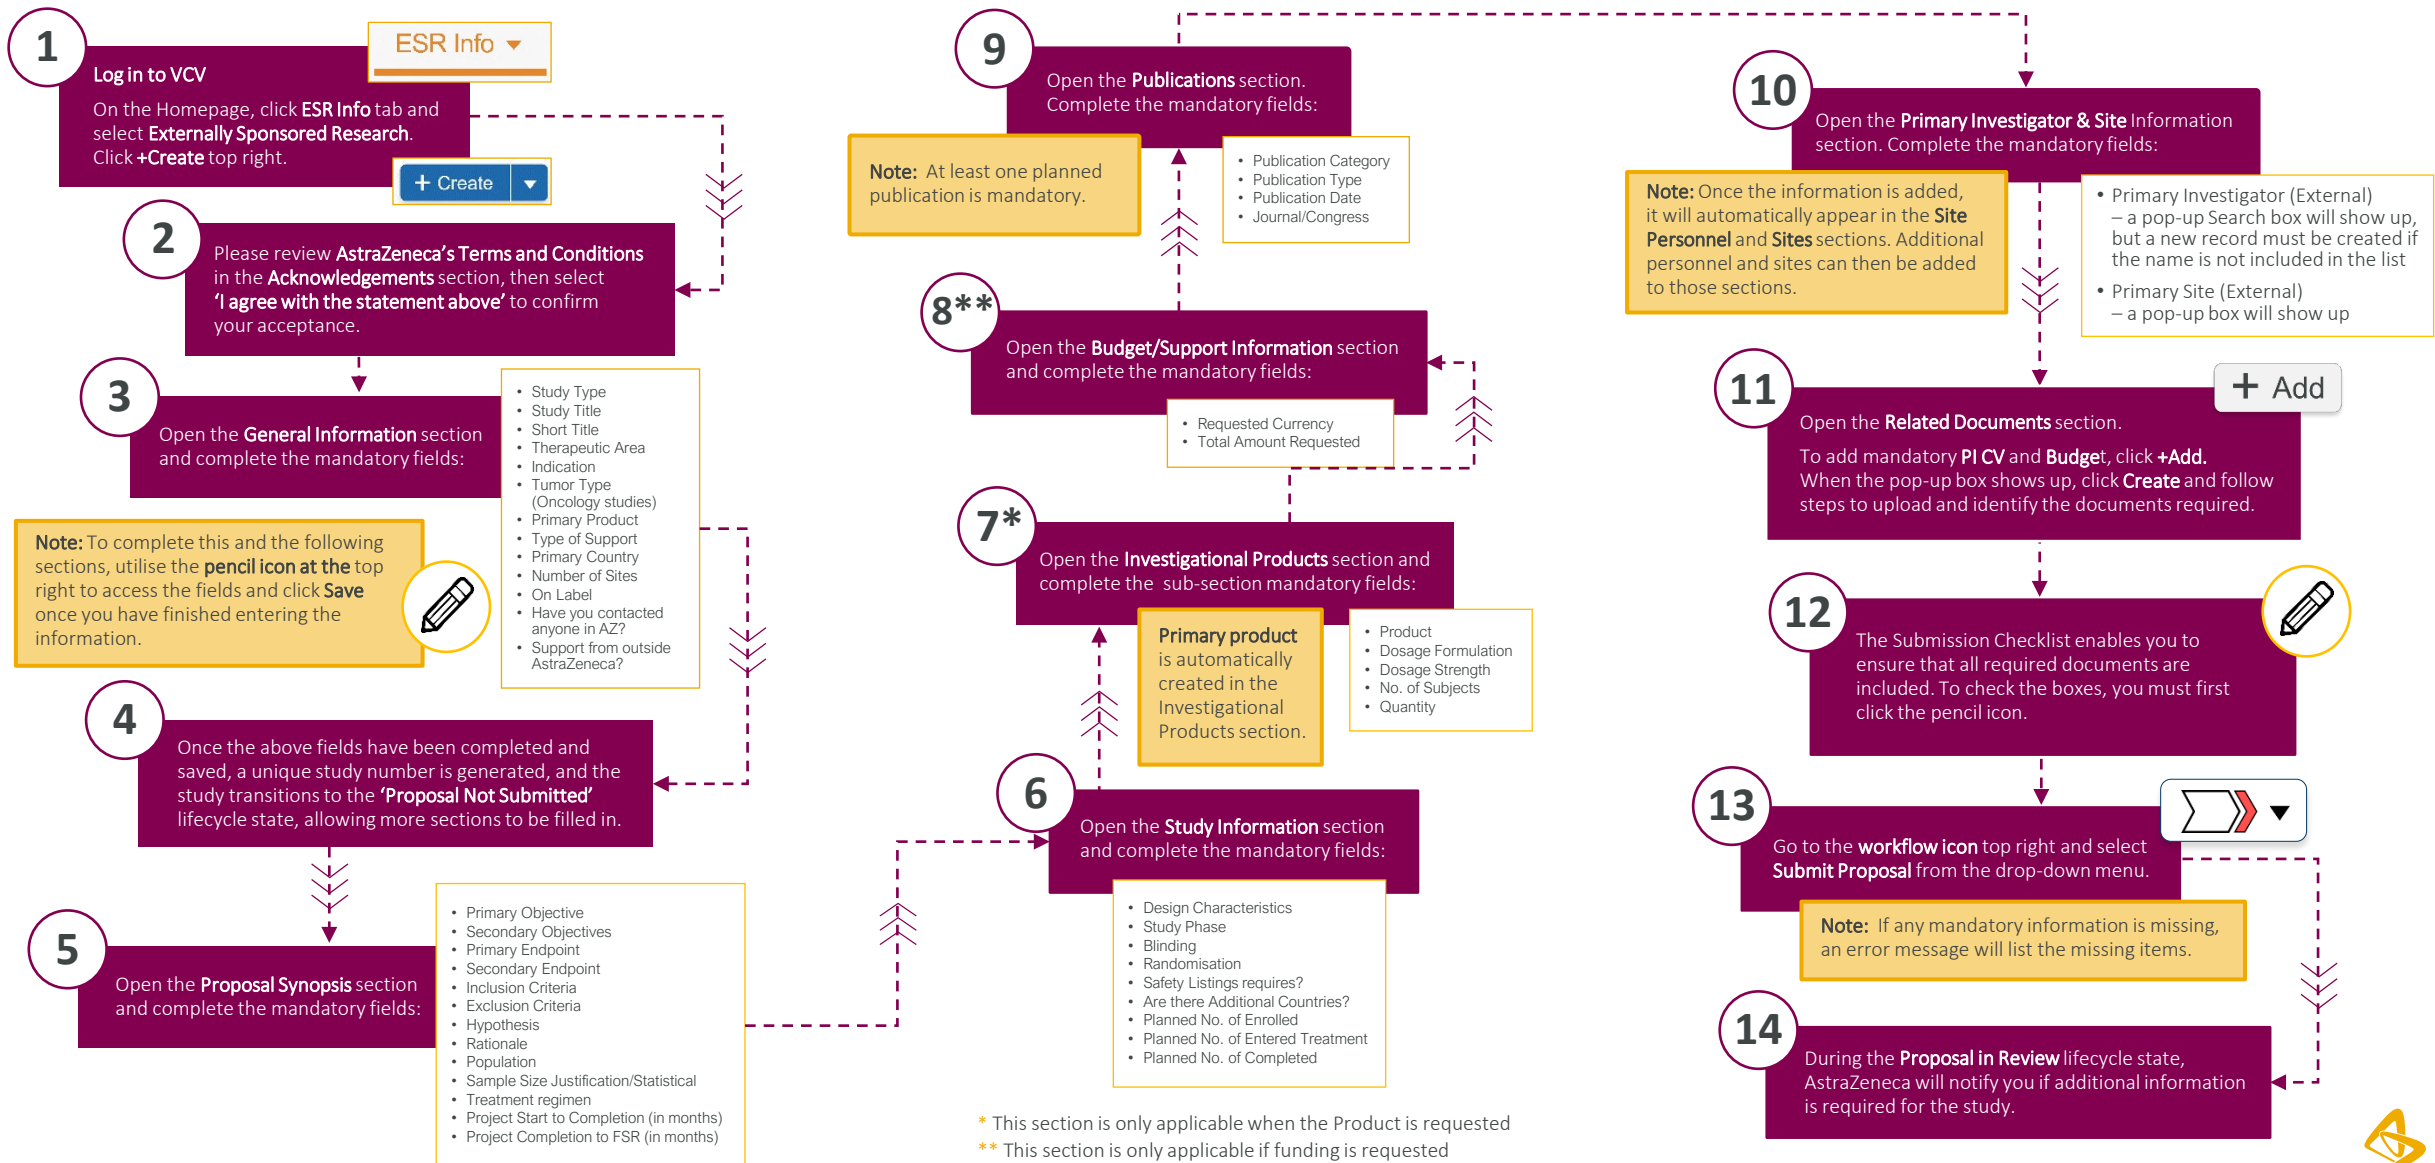 1
ESR Info
Log in to VCV
On the Homepage, click ESR Info tab and
select Externally Sponsored Research.
Click +Create top right.
+ Create
2
Please review AstraZeneca's Terms and Conditions
in the Acknowledgements section, then select
'I agree with the statement above' to confirm
your acceptance.
3
Open the General Information section
and complete the mandatory fields:
• Study Type
• Study Title
• Short Title
• Therapeutic Area
• Indication
• Tumor Type
(Oncology studies)
• Primary Product
• Type of Support
• Primary Country
• Number of Sites
• On Label
• Have you contacted
anyone in AZ?
• Support from outside
AstraZeneca?
Note: To complete this and the following
sections, utilise the pencil icon at the top
right to access the fields and click Save
once you have finished entering the
information.
4
Once the above fields have been completed and
saved, a unique study number is generated, and the
study transitions to the 'Proposal Not Submitted'
lifecycle state, allowing more sections to be filled in.
5
Open the Proposal Synopsis section
and complete the mandatory fields:
• Primary Objective
• Secondary Objectives
• Primary Endpoint
• Secondary Endpoint
• Inclusion Criteria
• Exclusion Criteria
• Hypothesis
• Rationale
• Population
• Sample Size Justification/Statistical
• Treatment regimen
• Project Start to Completion (in months)
• Project Completion to FSR (in months)
6
Open the Study Information section
and complete the mandatory fields:
• Design Characteristics
• Study Phase
• Blinding
• Randomisation
• Safety Listings requires?
• Are there Additional Countries?
• Planned No. of Enrolled
• Planned No. of Entered Treatment
• Planned No. of Completed
7*
Open the Investigational Products section and
complete the sub-section mandatory fields:
Primary product
is automatically
created in the
Investigational
Products section.
• Product
• Dosage Formulation
• Dosage Strength
• No. of Subjects
• Quantity
8**
Open the Budget/Support Information section
and complete the mandatory fields:
• Requested Currency
• Total Amount Requested
9
Open the Publications section.
Complete the mandatory fields:
Note: At least one planned
publication is mandatory.
• Publication Category
• Publication Type
• Publication Date
• Journal/Congress
10
Open the Primary Investigator & Site Information
section. Complete the mandatory fields:
Note: Once the information is added,
it will automatically appear in the Site
Personnel and Sites sections. Additional
personnel and sites can then be added
to those sections.
• Primary Investigator (External)
– a pop-up Search box will show up,
but a new record must be created if
the name is not included in the list
• Primary Site (External)
– a pop-up box will show up
11
+ Add
Open the Related Documents section.
To add mandatory PI CV and Budget, click +Add.
When the pop-up box shows up, click Create and follow
steps to upload and identify the documents required.
12
The Submission Checklist enables you to
ensure that all required documents are
included. To check the boxes, you must first
click the pencil icon.
13
Go to the workflow icon top right and select
Submit Proposal from the drop-down menu.
Note: If any mandatory information is missing,
an error message will list the missing items.
14
During the Proposal in Review lifecycle state,
AstraZeneca will notify you if additional information
is required for the study.
* This section is only applicable when the Product is requested
** This section is only applicable if funding is requested